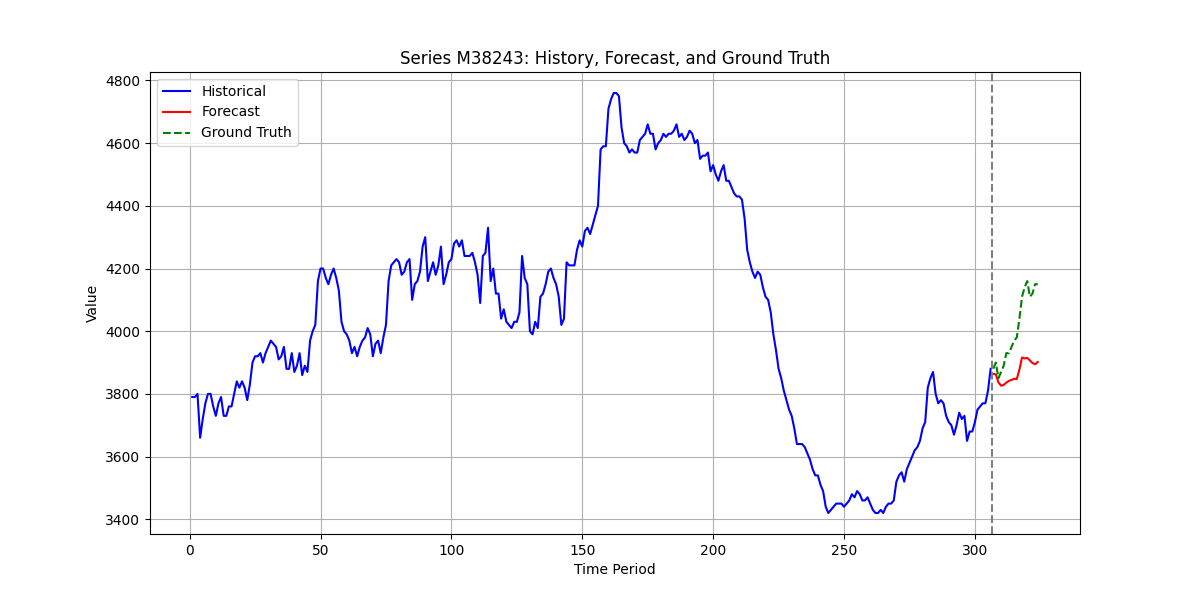 Series M38243: History, Forecast, and Ground Truth
Historical
Forecast
Ground Truth
4800
4600
4400
4200
4000
3800
3600
3400
Value
0 50 100 150 200 250 300
Time Period